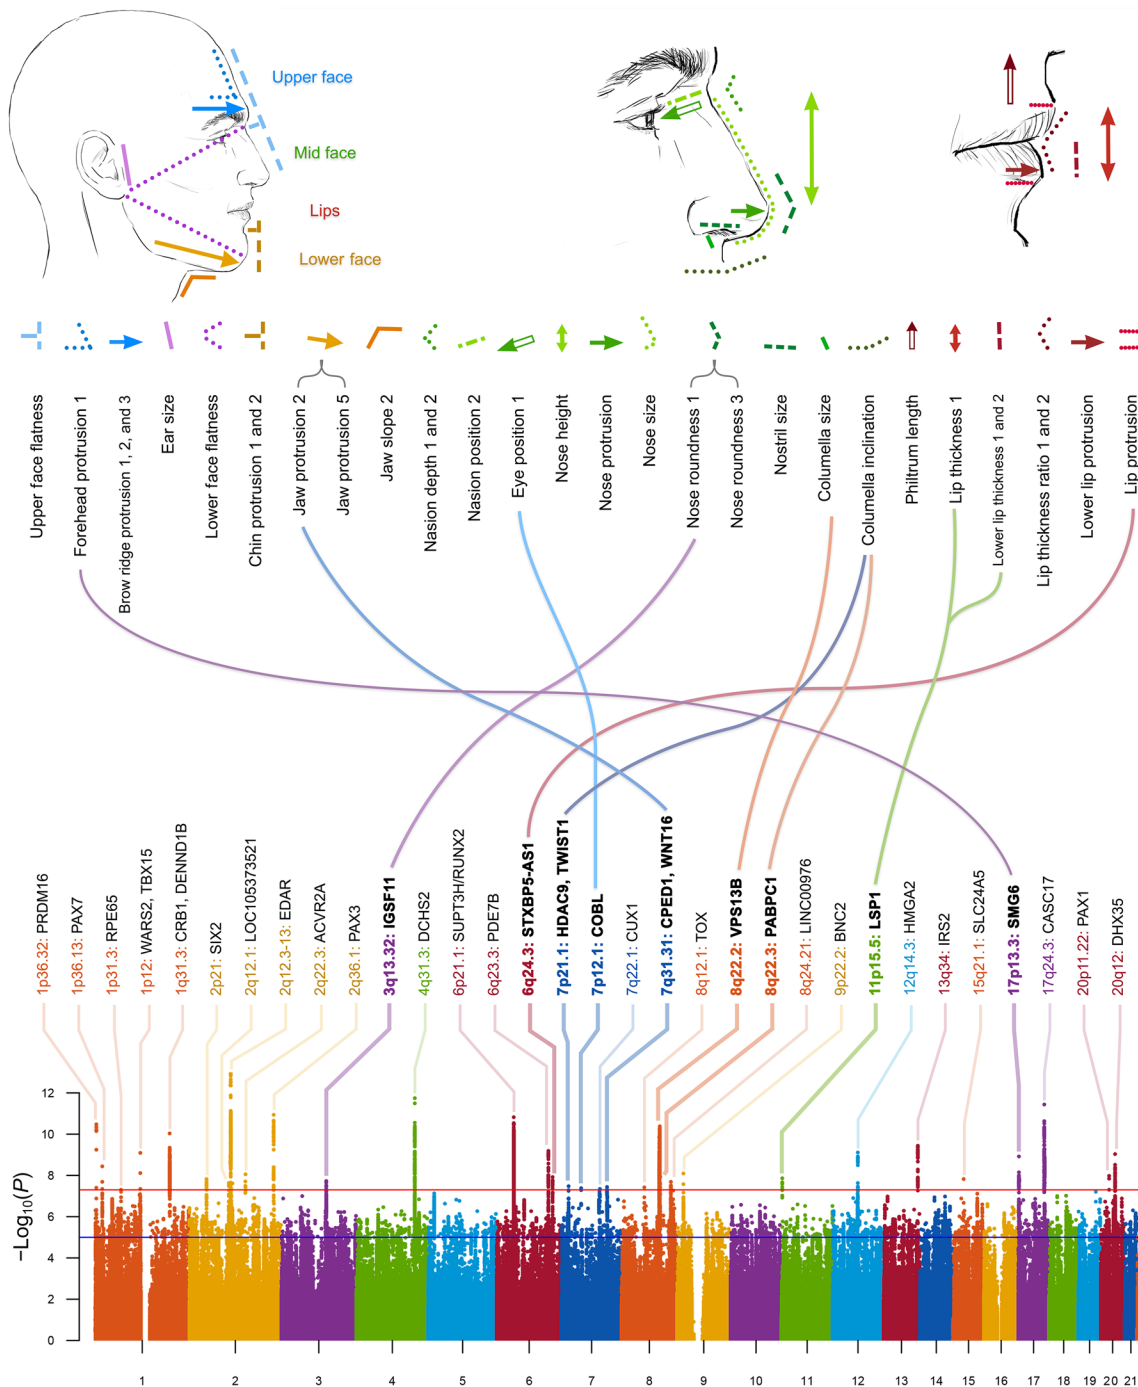 Upper face
Mid face
Lips
Lower face
Upper face flatness
Forehead protrusion 1
Brow ridge protrusion 1, 2, and 3
Ear size
Lower face flatness
Chin protrusion 1 and 2
Jaw protrusion 2
Jaw protrusion 5
Jaw slope 2
Nasion depth 1 and 2
Nasion position 2
Eye position 1
Nose height
Nose protrusion
Nose size
Nose roundness 1
Nose roundness 3
Nostril size
Columella size
Columella inclination
Philtrum length
Lip thickness 1
Lower lip thickness 1 and 2
Lip thickness ratio 1 and 2
Lower lip protrusion
Lip protrusion
1p36.32: PRDM16
1p36.13: PAX7
1p31.3: RPE65
1p12: WARS2, TBX15
1q31.3: CRB1, DENND1B
2p21: SIX2
2q12.1: LOC105373521
2q12.3-13: EDAR
2q22.3: ACVR2A
2q36.1: PAX3
3q13.32: IGSF11
4q31.3: DCHS2
6p21.1: SUPT3H/RUNX2
6q23.3: PDE7B
6q24.3: STXBP5-AS1
7p21.1: HDAC9, TWIST1
7p12.1: COBL
7q22.1: CUX1
7q31.31: CPED1, WNT16
8q12.1: TOX
8q22.2: VPS13B
8q22.3: PABPC1
8q24.21: LINC00976
9p22.2: BNC2
11p15.5: LSP1
12q14.3: HMGA2
13q34: IRS2
15q21.1: SLC24A5
17p13.3: SMG6
17q24.3: CASC17
20p11.22: PAX1
20q12: DHX35
−Log10(P)
12
10
8
6
4
2
0
1 2 3 4 5 6 7 8 9 10 11 12 13 14 15 16 17 18 19 20 21